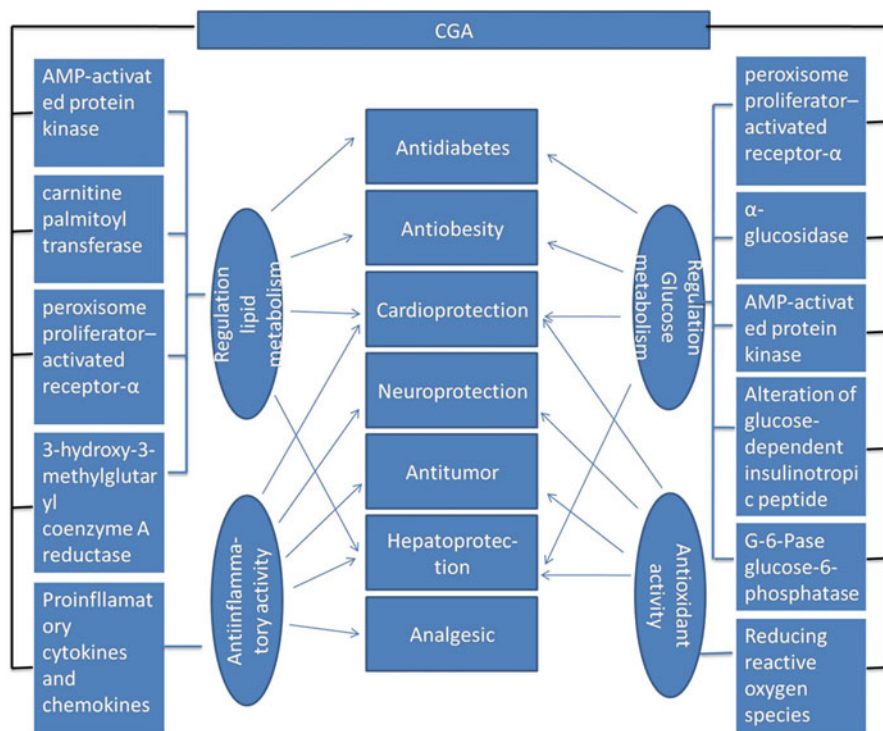 CGA
AMP-activat
ed protein
kinase
carnitine
palmitoyl
transferase
peroxisome
proliferator–
activated
receptor-α
3-hydroxy-3-
methylglutar
yl
coenzyme A
reductase
Proinfllamat
ory
cytokines
and
chemokines
Regulation
lipid
metabolism
Antiinflamma-
tory activity
Antidiabetes
Antiobesity
Cardioprotection
Neuroprotection
Antitumor
Hepatoprotec-
tion
Analgesic
Regulation
Glucose
metabolism
Antioxidant
activity
peroxisome
proliferator–
activated
receptor-α
α-
glucosidase
AMP-activat
ed protein
kinase
Alteration of
glucose-
dependent
insulinotropi
c peptide
G-6-Pase
glucose-6-
phosphatase
Reducing
reactive
oxygen
species